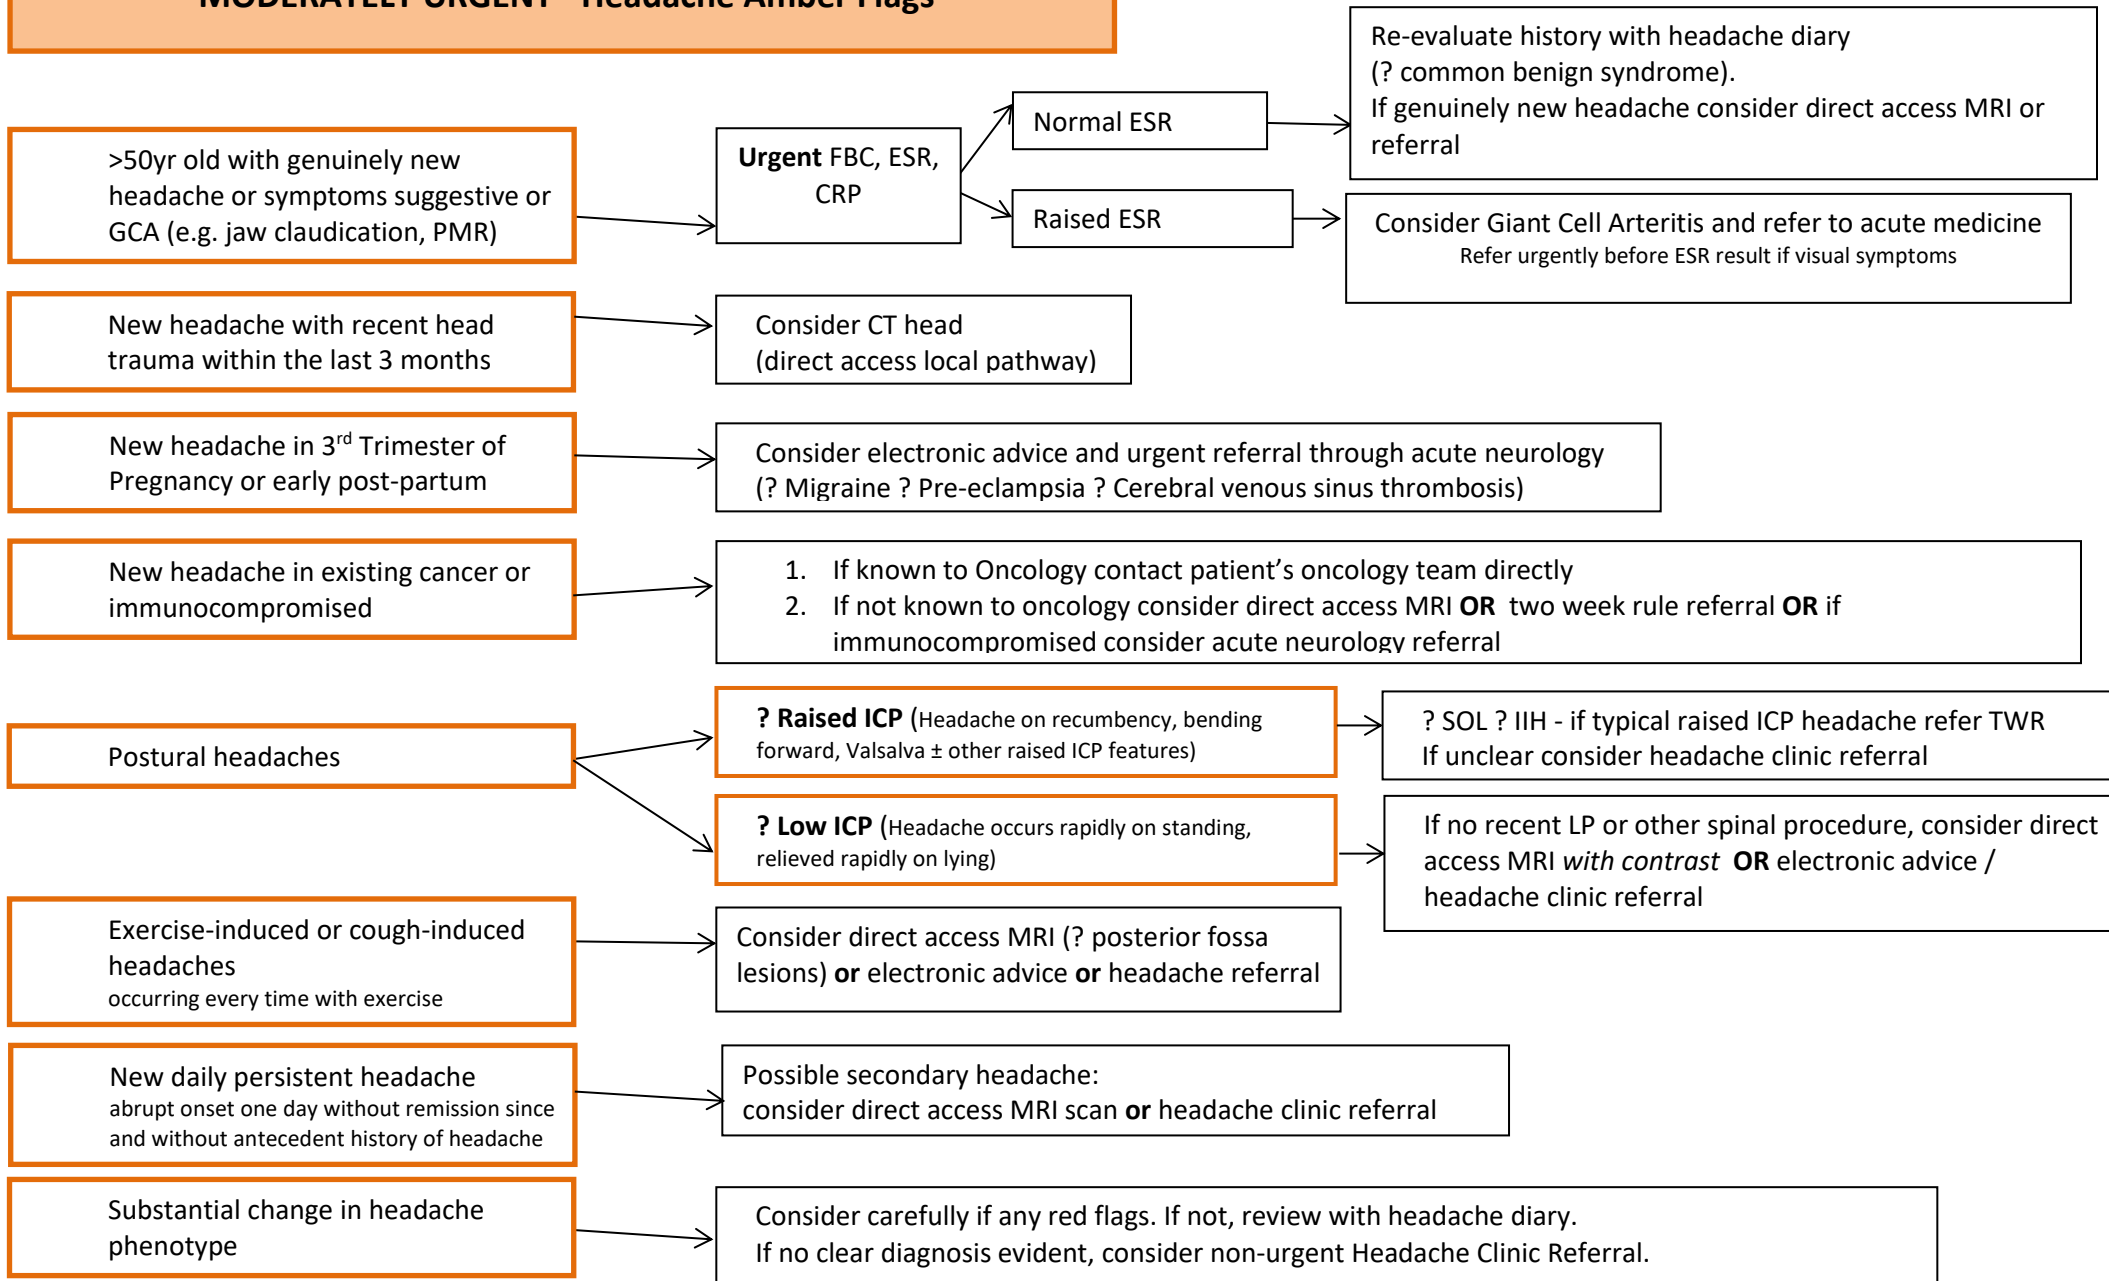 MODERATELY URGENT - Headache Amber Flags
>50yr old with genuinely new
headache or symptoms suggestive or
GCA (e.g. jaw claudication, PMR)
Urgent FBC, ESR,
CRP
Normal ESR
Re-evaluate history with headache diary
(? common benign syndrome).
If genuinely new headache consider direct access MRI or
referral
Raised ESR
Consider Giant Cell Arteritis and refer to acute medicine
Refer urgently before ESR result if visual symptoms
New headache with recent head
trauma within the last 3 months
Consider CT head
(direct access local pathway)
New headache in 3rd Trimester of
Pregnancy or early post-partum
Consider electronic advice and urgent referral through acute neurology
(? Migraine ? Pre-eclampsia ? Cerebral venous sinus thrombosis)
New headache in existing cancer or
immunocompromised
1. If known to Oncology contact patient’s oncology team directly
2. If not known to oncology consider direct access MRI OR two week rule referral OR if
immunocompromised consider acute neurology referral
Postural headaches
? Raised ICP (Headache on recumbency, bending
forward, Valsalva ± other raised ICP features)
? SOL ? IIH - if typical raised ICP headache refer TWR
If unclear consider headache clinic referral
? Low ICP (Headache occurs rapidly on standing,
relieved rapidly on lying)
If no recent LP or other spinal procedure, consider direct
access MRI with contrast OR electronic advice /
headache clinic referral
Exercise-induced or cough-induced
headaches
occurring every time with exercise
Consider direct access MRI (? posterior fossa
lesions) or electronic advice or headache referral
New daily persistent headache
abrupt onset one day without remission since
and without antecedent history of headache
Possible secondary headache:
consider direct access MRI scan or headache clinic referral
Substantial change in headache
phenotype
Consider carefully if any red flags. If not, review with headache diary.
If no clear diagnosis evident, consider non-urgent Headache Clinic Referral.